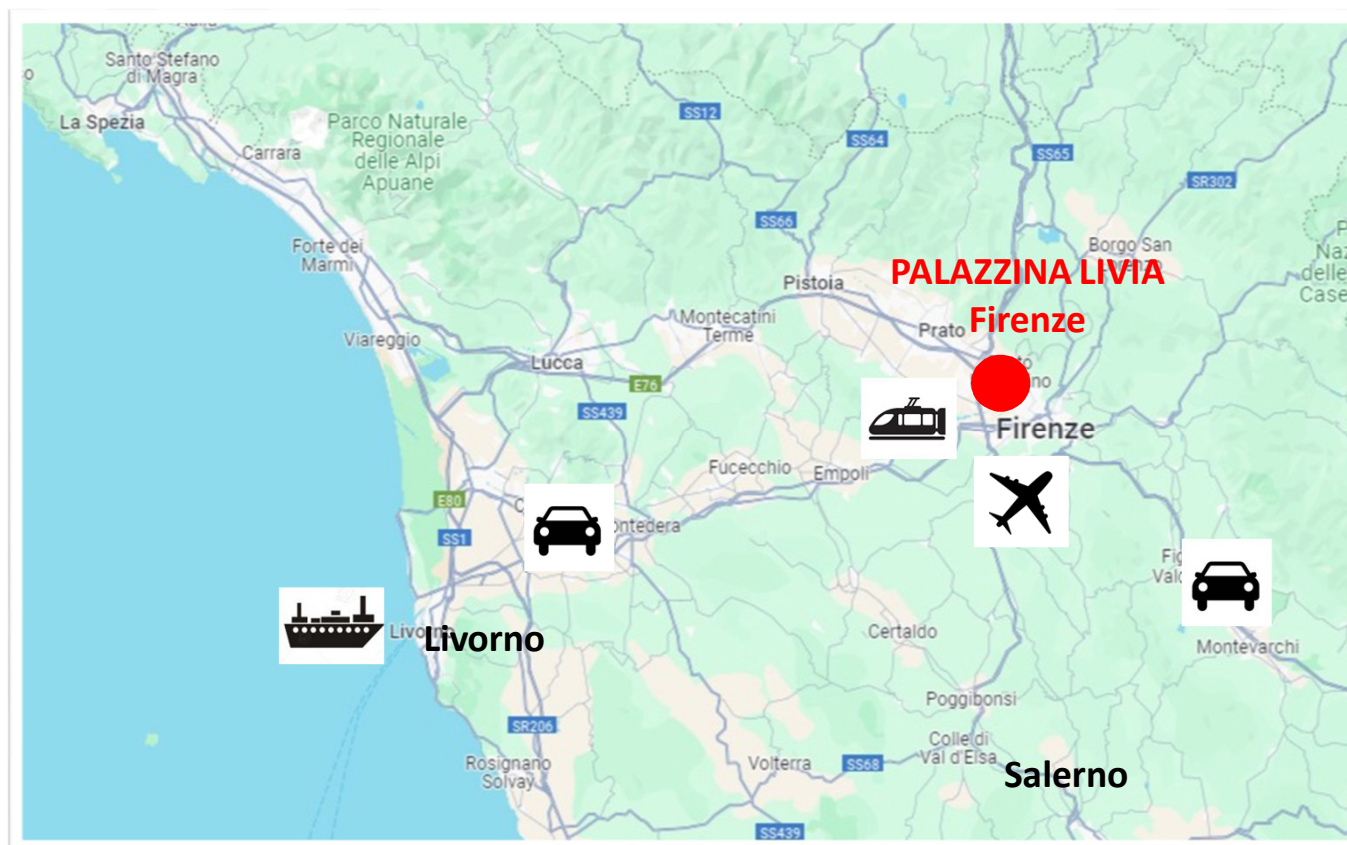 Santo Stefano
di Magra
La Spezia
Carrara
Parco Naturale
Regionale
delle Alpi
Apuane
SS12
SS64
SS65
SR302
SS66
Forte dei
Marmi
Borgo San
PALAZZINA LIVIA
Firenze
Pistoia
Prato
Montecatini
Terme
Viareggio
Lucca
E76
SS439
Firenze
Fucecchio
Empoli
E80
SS1
Livorno
Certaldo
Montevarchi
Poggibonsi
SR206
Colle di
Val d'Elsa
Rosignano
Solvay
Volterra
SS68
Salerno
SS439